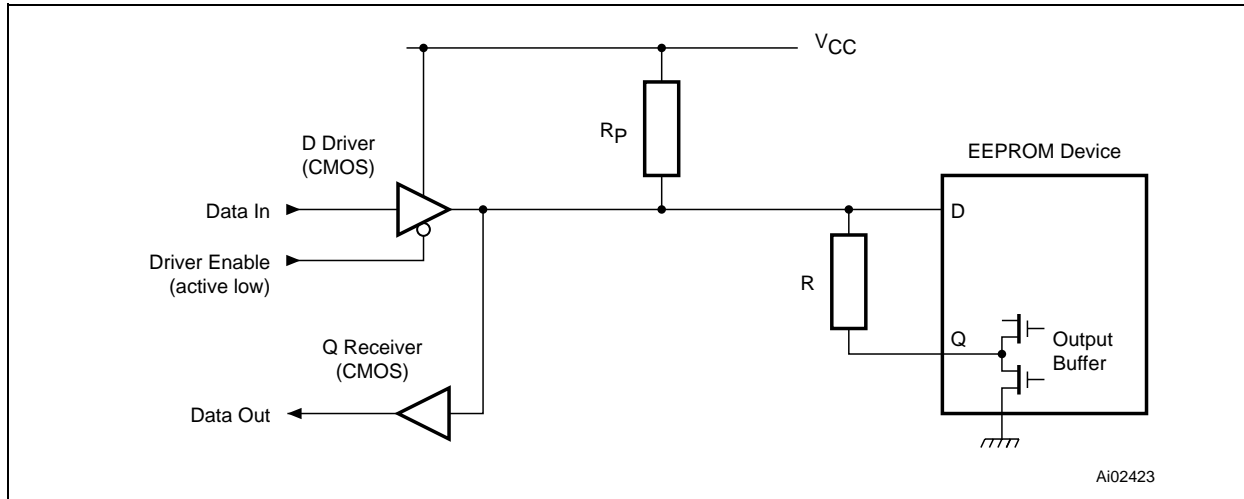 VCC
RP
D Driver
(CMOS)
EEPROM Device
Data In
D
Driver Enable
(active low)
R
Q Receiver
(CMOS)
Q
Output
Buffer
Data Out
Ai02423